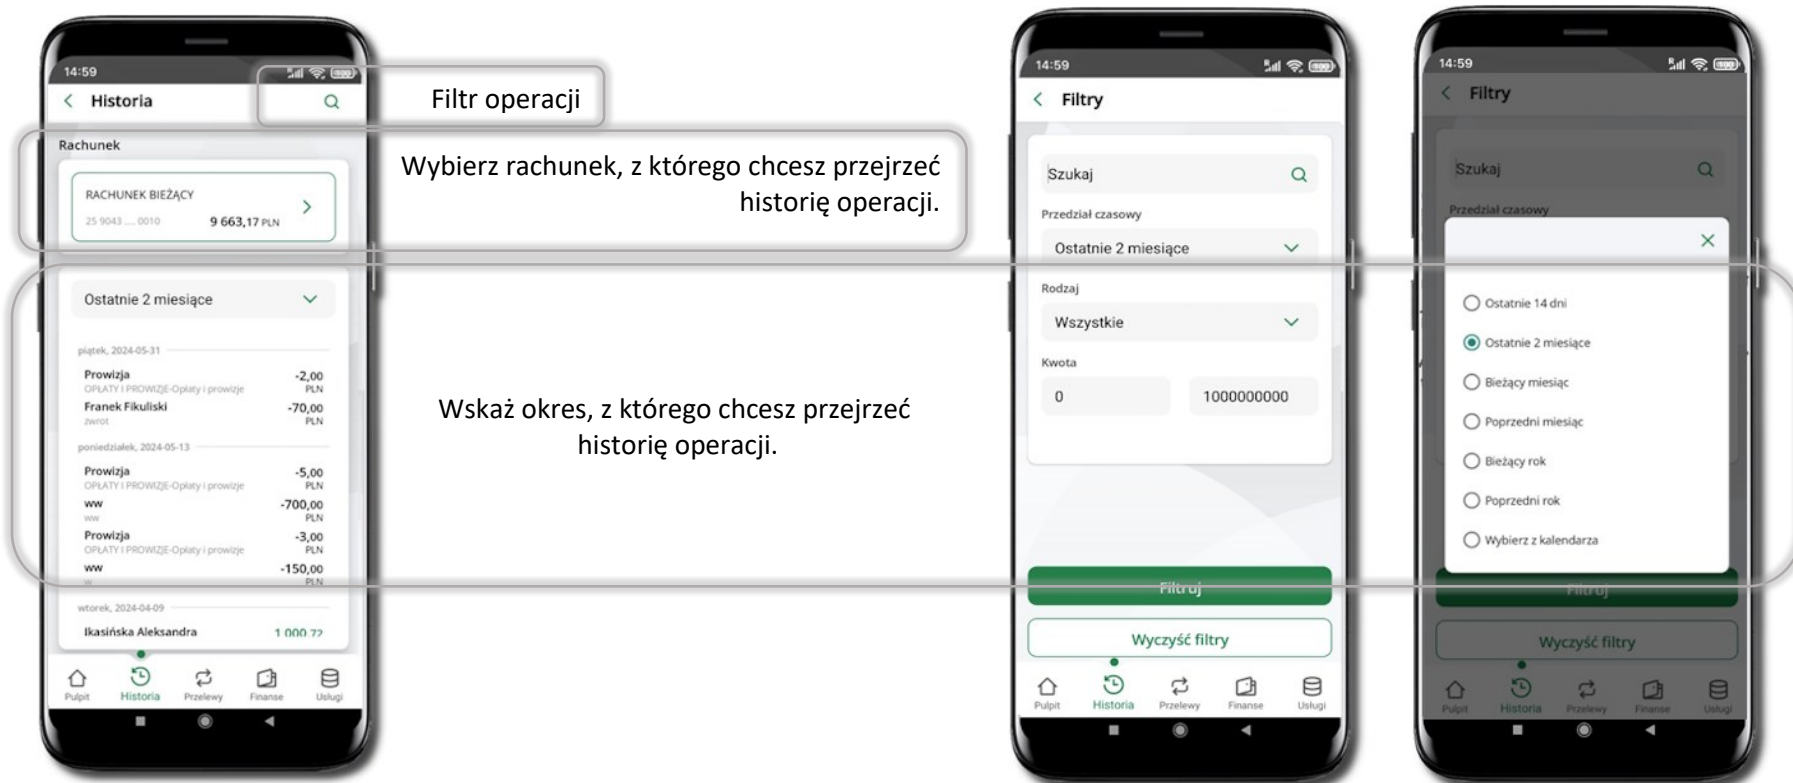 14:59
Historia
Rachunek
RACHUNEK BIEŻĄCY
25 9043 .... 0010 9 663,17 PLN
Ostatnie 2 miesiące
piątek, 2024-05-31
Prowizja -2,00
OPŁATY I PROWIZJE-Opłaty i prowizje PLN
Franek Fikuliski -70,00
zwrot PLN
poniedziałek, 2024-05-13
Prowizja -5,00
OPŁATY I PROWIZJE-Opłaty i prowizje PLN
ww -700,00
ww PLN
Prowizja -3,00
OPŁATY I PROWIZJE-Opłaty i prowizje PLN
ww -150,00
w PLN
wtorek, 2024-04-09
Ikasińska Aleksandra 1 000,72
Pulpit Historia Przelewy Finanse Usługi
Filtr operacji
Wybierz rachunek, z którego chcesz przejrzeć
historię operacji.
Wskaż okres, z którego chcesz przejrzeć
historię operacji.
14:59
Filtry
Szukaj
Przedział czasowy
Ostatnie 2 miesiące
Rodzaj
Wszystkie
Kwota
0 1000000000
Filtruj
Wyczyść filtry
Pulpit Historia Przelewy Finanse Usługi
14:59
Filtry
Szukaj
Przedział czasowy
Ostatnie 14 dni
Ostatnie 2 miesiące
Bieżący miesiąc
Poprzedni miesiąc
Bieżący rok
Poprzedni rok
Wybierz z kalendarza
Filtruj
Wyczyść filtry
Pulpit Historia Przelewy Finanse Usługi